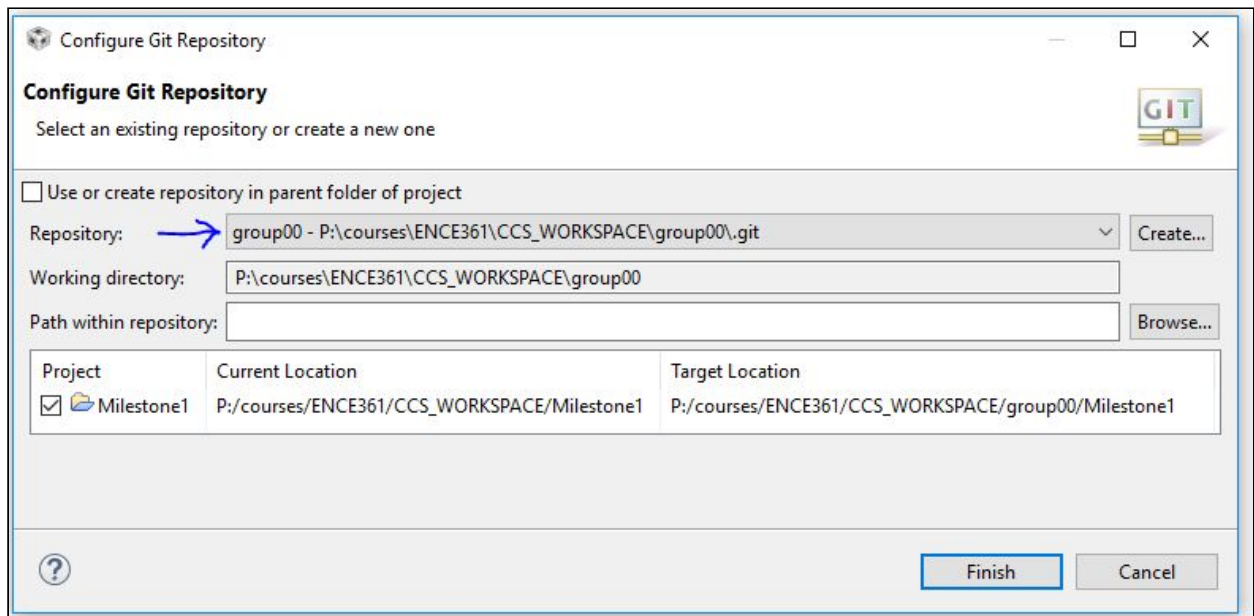 Configure Git Repository
Configure Git Repository
Select an existing repository or create a new one
GIT
Use or create repository in parent folder of project
Repository: group00 - P:\courses\ENCE361\CCS_WORKSPACE\group00\.git Create...
Working directory: P:\courses\ENCE361\CCS_WORKSPACE\group00
Path within repository: Browse...
Project Current Location Target Location
Milestone1 P:/courses/ENCE361/CCS_WORKSPACE/Milestone1 P:/courses/ENCE361/CCS_WORKSPACE/group00/Milestone1
? Finish Cancel